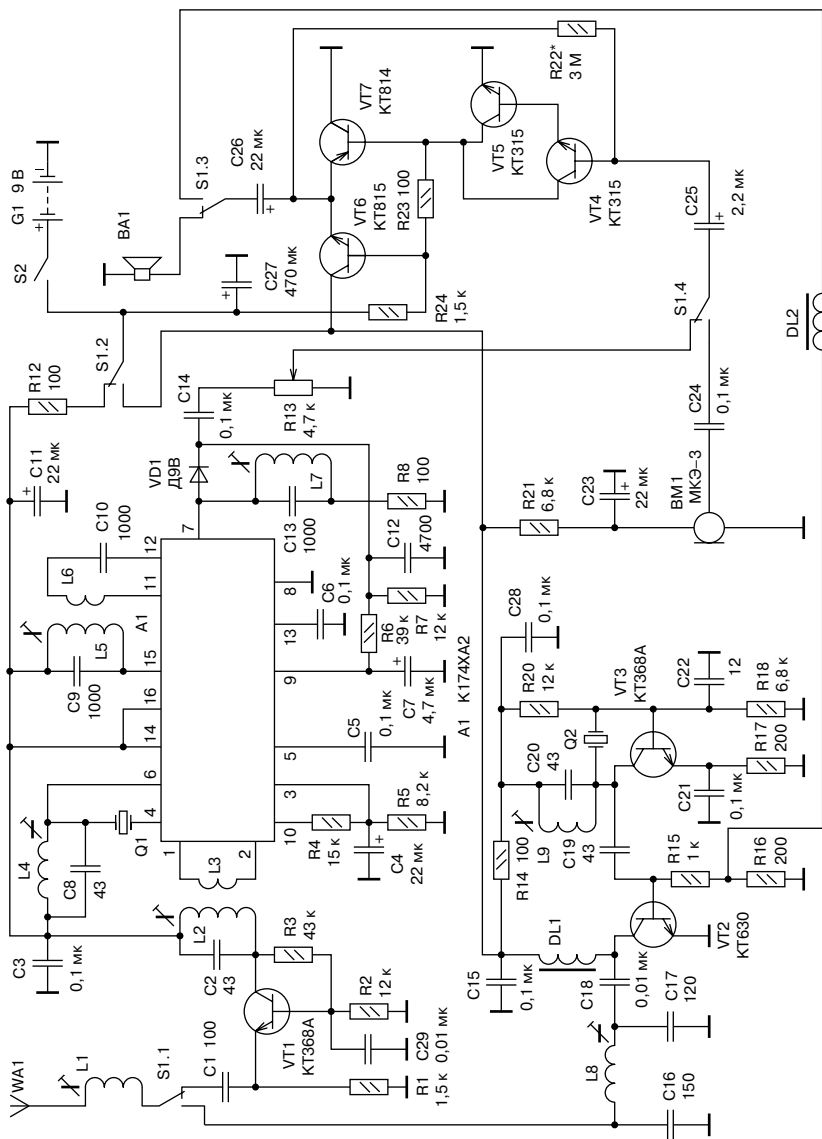 WA1
L1
S1.1
C1 100
R1
1,5 к
C3
0,1 мк
L4
C8
43
Q1
C2
43
L2
R3
43 к
VT1
КТ368А
R2
12 к
C29
0,01 мк
1
2
L3
4
6
14
16
15
11
12
10
3
5
9
13
8
7
R4
15 к
C4
22 мк
R5
8,2 к
C5
0,1 мк
C7
4,7 мк
A1 К174ХА2
A1
C9
1000
L5
L6
C10
1000
C11
22 мк
R12
100
S1.2
C6
0,1 мк
R6
39 к
R7
12 к
C12
4700
R8
100
C13
1000
L7
VD1
Д9В
C14
0,1 мк
R13
4,7 к
S2
G1 9 В
+
BA1
S1.3
C27
470 мк
+
C26
22 мк
+
VT6
КТ815
VT7
КТ814
R23 100
R24
1,5 к
VT5
КТ315
VT4
КТ315
R22*
3 М
C25
2,2 мк
+
S1.4
C24
0,1 мк
BM1
МКЭ-3
C23
22 мк
+
R21
6,8 к
DL2
C28
0,1 мк
R20
12 к
VT3
КТ368А
C22
12
R18
6,8 к
R17
200
C21
0,1 мк
Q2
C20
43
L9
C19
43
R14
100
R15
1 к
R16
200
VT2
КТ630
DL1
C15
0,1 мк
C18
0,01 мк
C17
120
L8
C16
150